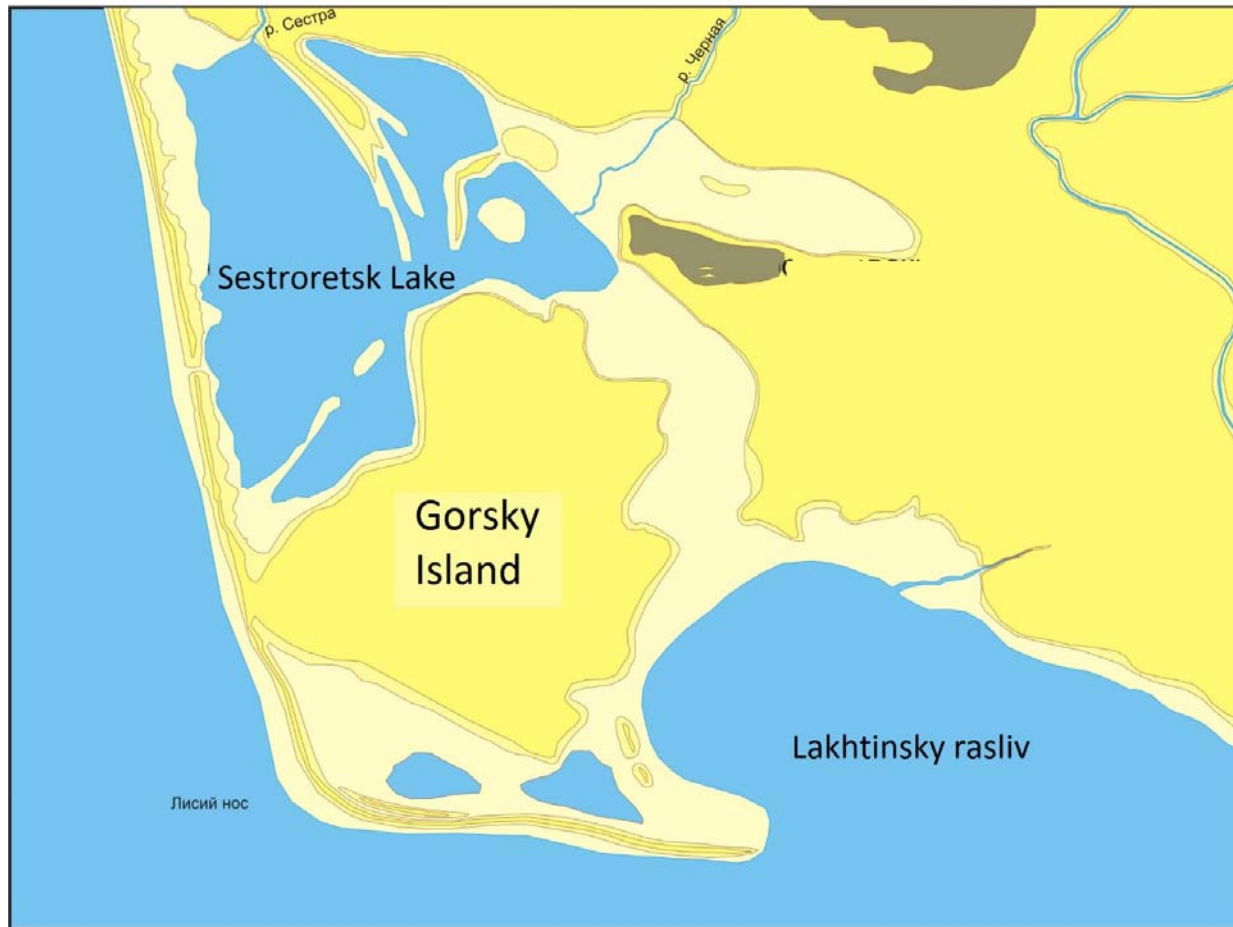 р. Сестра
р. Черная
Sestroretsk Lake
Gorsky
Island
Lakhtinsky rasliv
Лисий нос